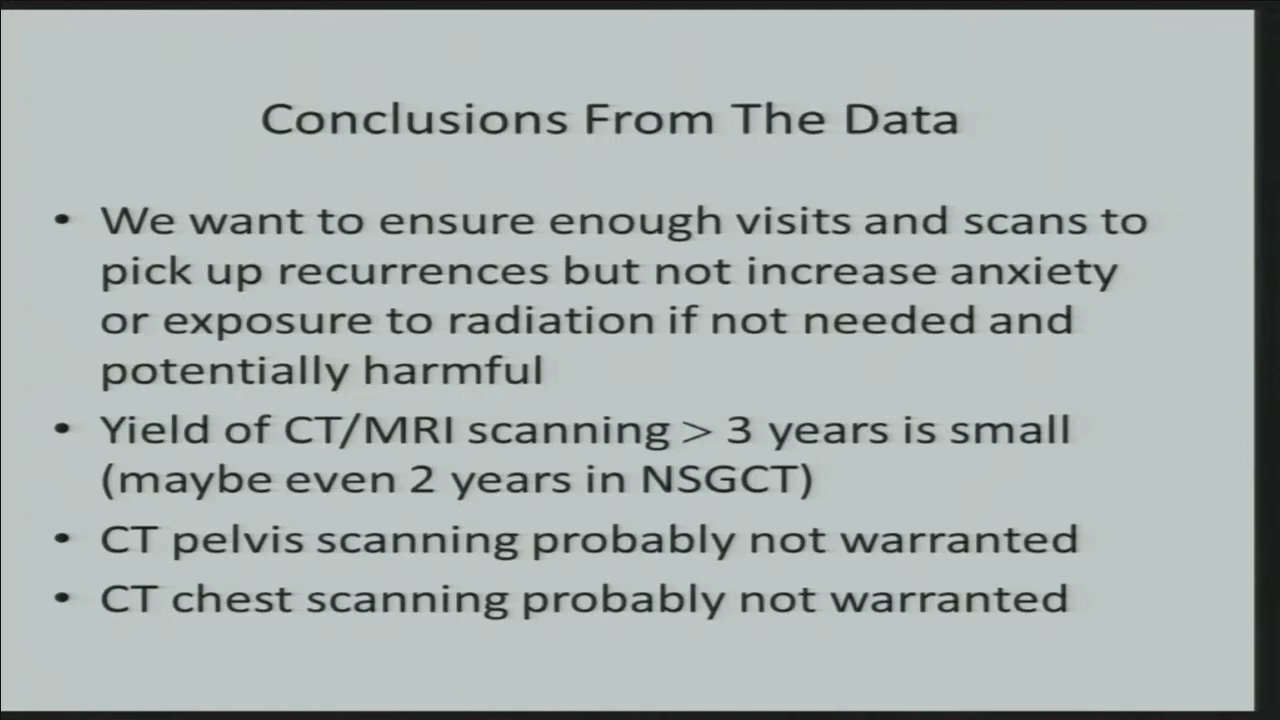 Conclusions From The Data
• We want to ensure enough visits and scans to
pick up recurrences but not increase anxiety
or exposure to radiation if not needed and
potentially harmful
• Yield of CT/MRI scanning > 3 years is small
(maybe even 2 years in NSGCT)
• CT pelvis scanning probably not warranted
• CT chest scanning probably not warranted